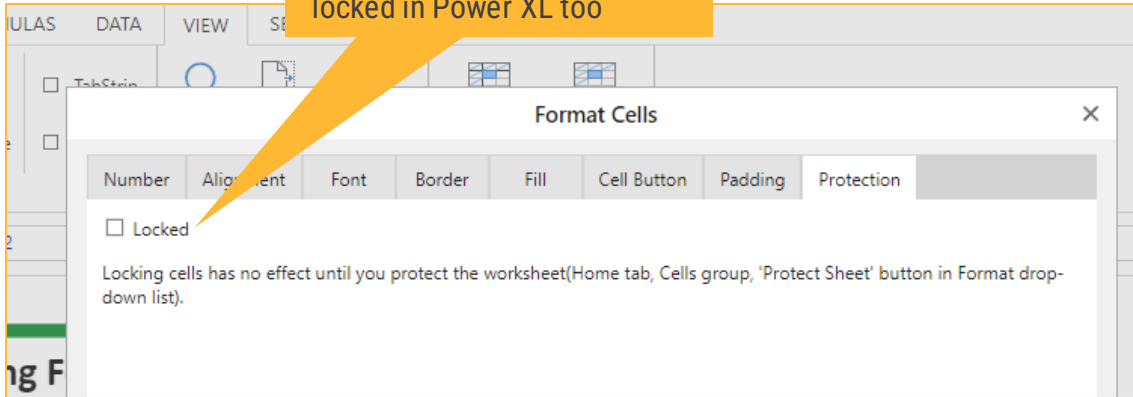 locked in Power XL too
ULAS DATA VIEW
TabStrip
Format Cells
Number Alignment Font Border Fill Cell Button Padding Protection
Locked
Locking cells has no effect until you protect the worksheet(Home tab, Cells group, 'Protect Sheet' button in Format drop-
down list).
ng F